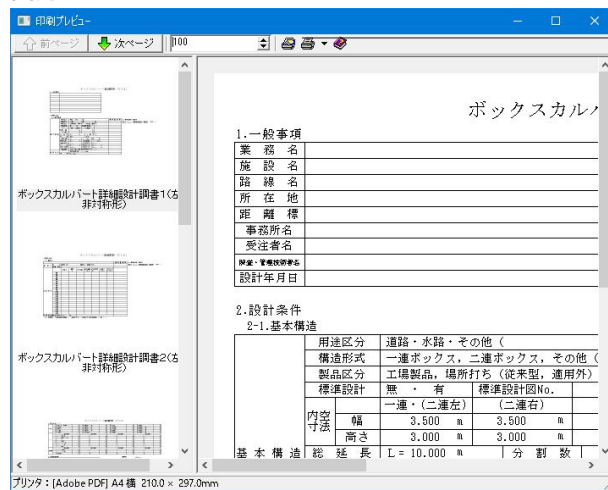 印刷プレビュー
前ページ 次ページ 100
ボックスカルバート詳細設計調書1(左
非対称形)
ボックスカルバート詳細設計調書2(左
非対称形)
ボックスカルバ
1.一般事項
業務名
施設名
路線名
所在地
距離標
事務所名
受注者名
照査・管理技術者名
設計年月日
2.設計条件
2-1.基本構造
用途区分 道路・水路・その他(
構造形式 一連ボックス，二連ボックス，その他(
製品区分 工場製品，場所打ち(従来型，適用外)
標準設計 無・有 標準設計図No.
一連・(二連左) (二連右)
内空寸法 幅 3.500 m 3.500 m
高さ 3.000 m 3.000 m
基本構造 総延長 L = 10.000 m 分割数
プリンタ：[Adobe PDF] A4 横 210.0 × 297.0mm